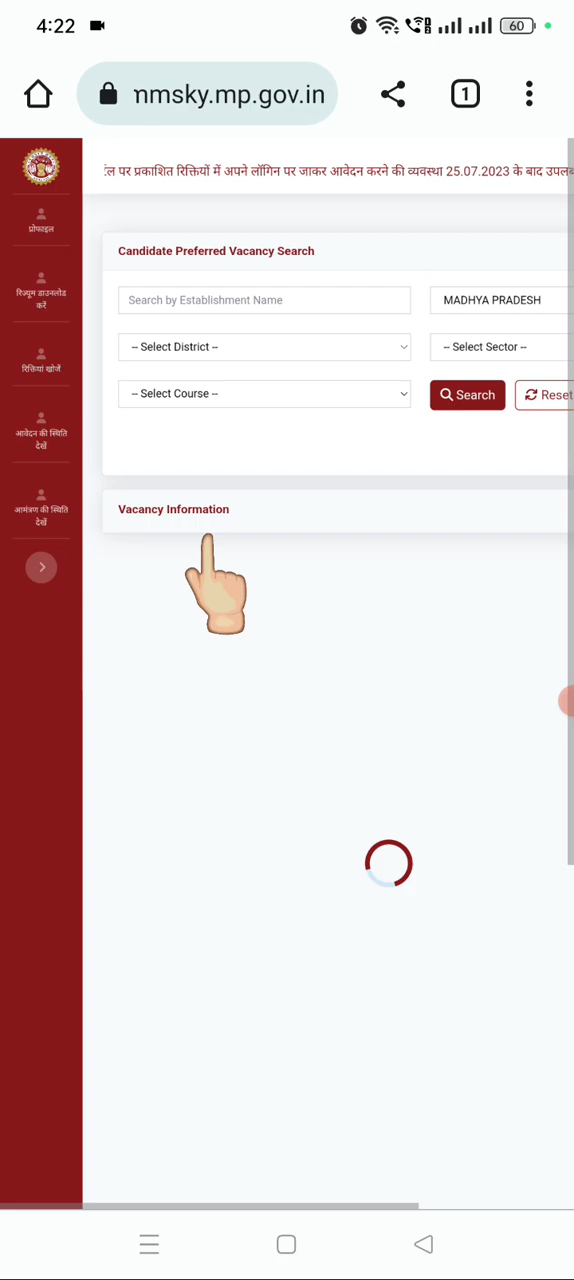 4:22
60
nmsky.mp.gov.in
1
पर प्रकाशित रिक्तियों में अपने लॉगिन पर जाकर आवेदन करने की व्यवस्था 25.07.2023 के बाद
प्रोफाइल
रिज्यूम डाउनलोड
करें
रिक्तियां खोजें
आवेदन की स्थिति
देखें
आमंत्रण की स्थिति
देखें
Candidate Preferred Vacancy Search
Search by Establishment Name
MADHYA PRADESH
-- Select District --
-- Select Sector --
-- Select Course --
Search
Reset
Vacancy Information